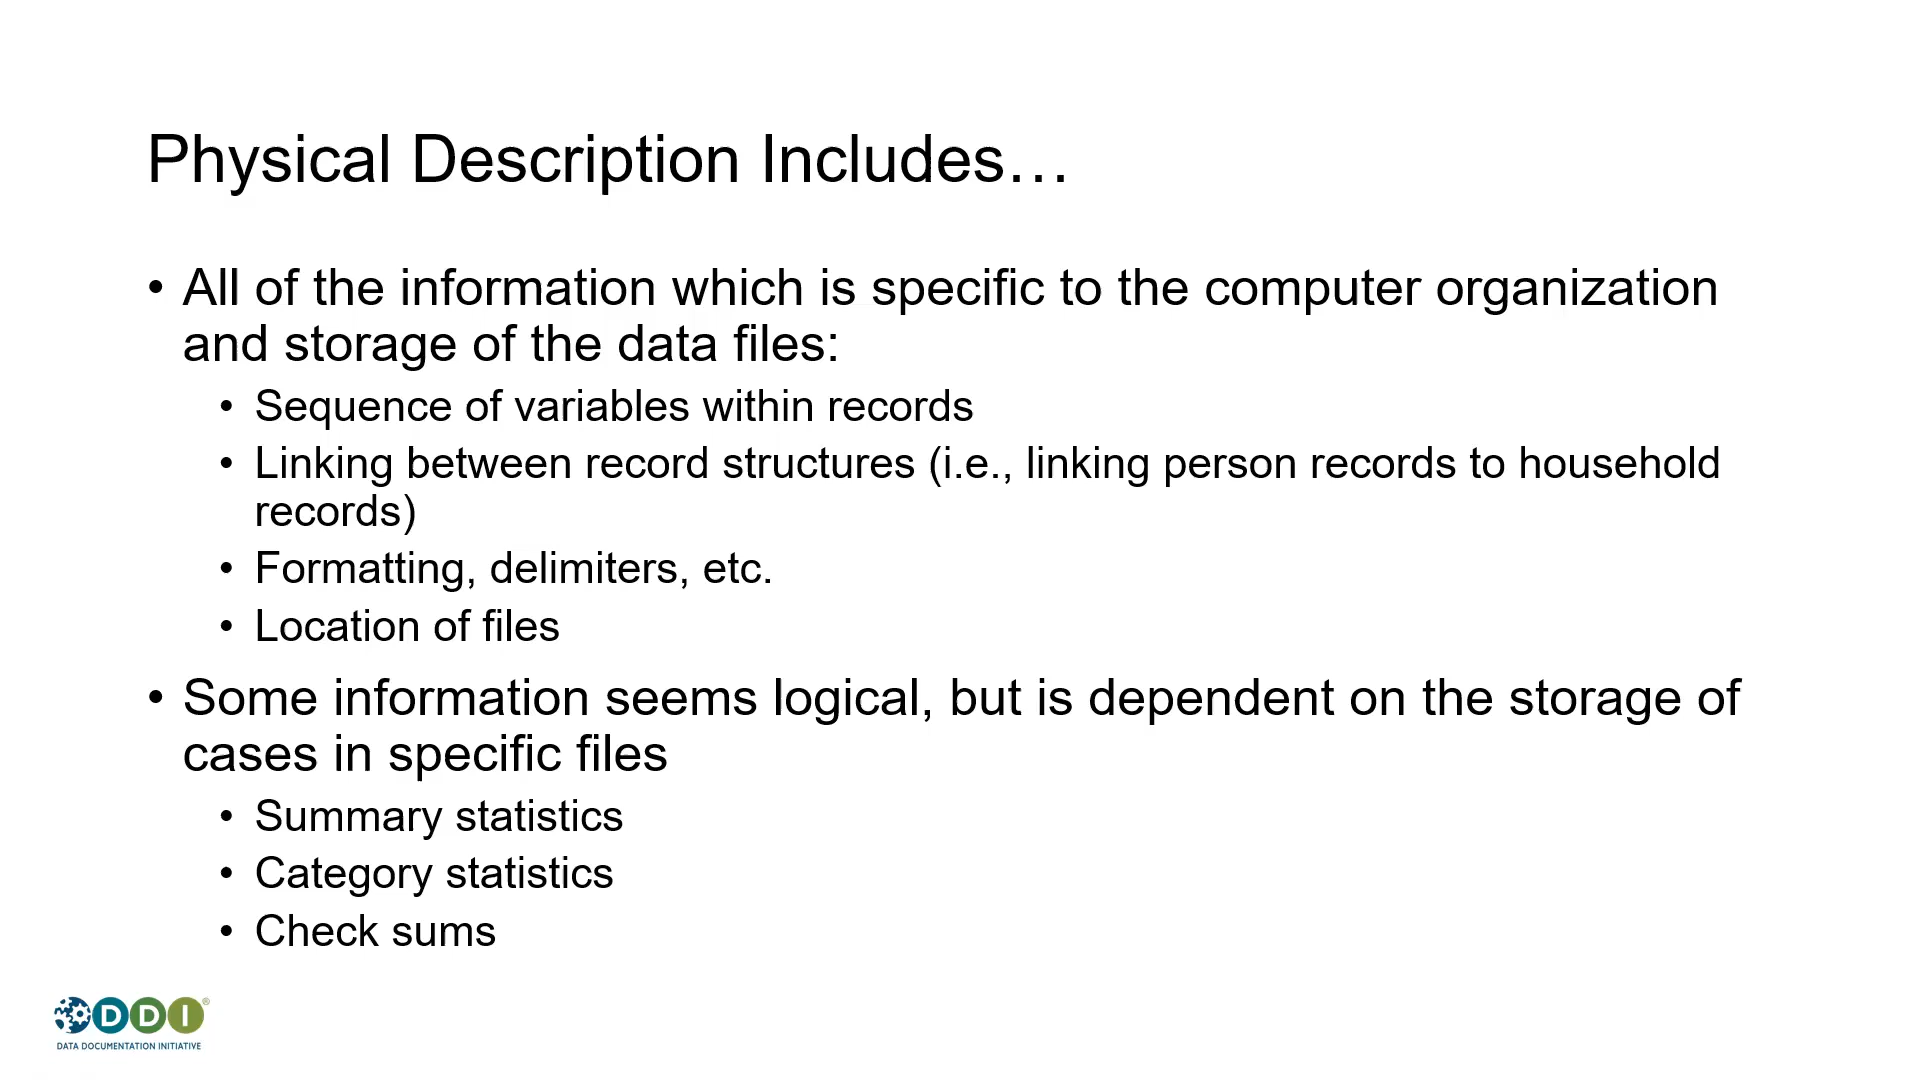 Physical Description Includes…
• All of the information which is specific to the computer organization
and storage of the data files:
• Sequence of variables within records
• Linking between record structures (i.e., linking person records to household
records)
• Formatting, delimiters, etc.
• Location of files
• Some information seems logical, but is dependent on the storage of
cases in specific files
• Summary statistics
• Category statistics
• Check sums
DDI®
DATA DOCUMENTATION INITIATIVE